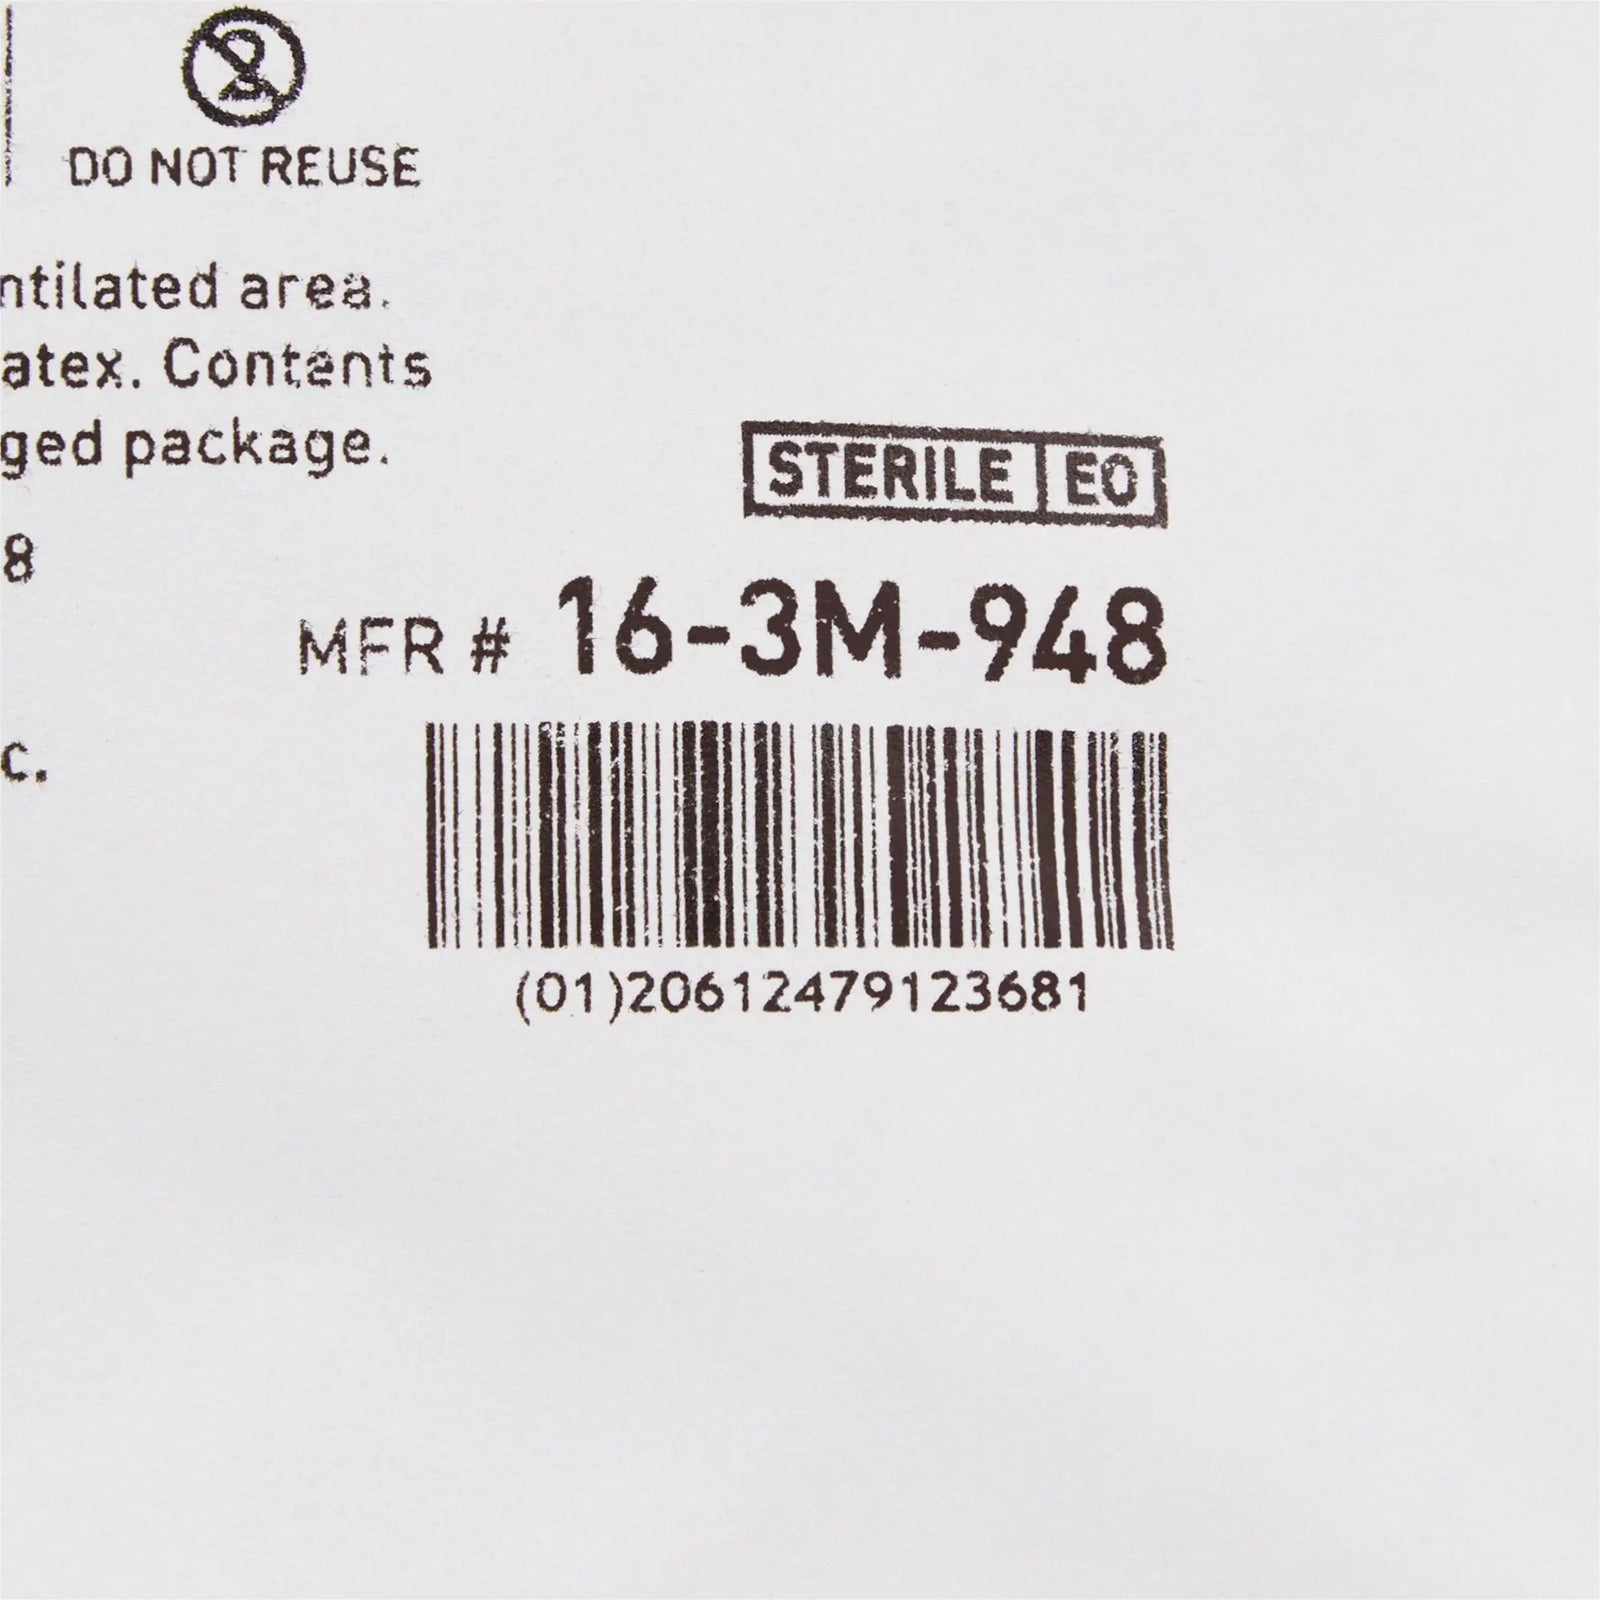 DO NOT REUSE
ntilated area.
atex. Contents
ged package.
STERILE EO
8
MFR # 16-3M-948
c.
(01)20612479123681